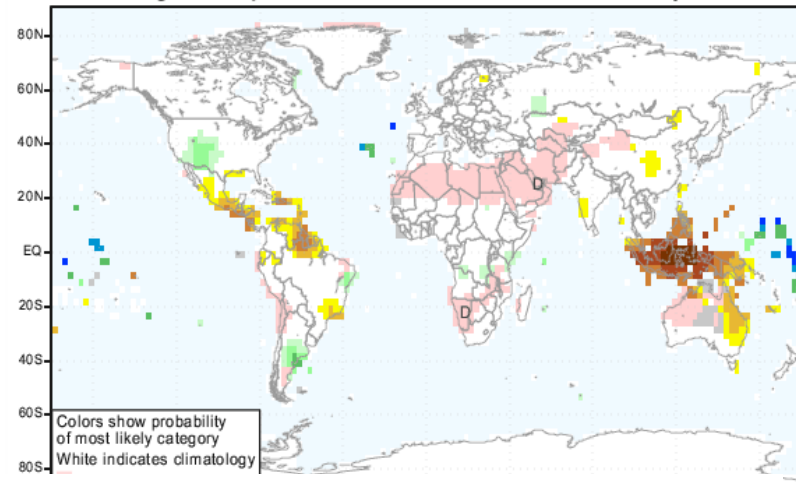 80N
60N
40N
20N
EQ
20S
40S
60S
80S
D
D
Colors show probability
of most likely category
White indicates climatology